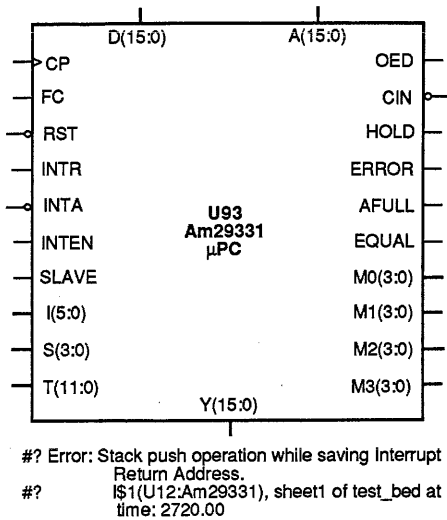 D(15:0) A(15:0)
CP OED
FC CIN
RST HOLD
INTR ERROR
INTA AFULL
U93
Am29331
µPC
INTEN EQUAL
SLAVE M0(3:0)
I(5:0) M1(3:0)
S(3:0) M2(3:0)
T(11:0) M3(3:0)
Y(15:0)
#? Error: Stack push operation while saving Interrupt
Return Address.
#? I$1(U12:Am29331), sheet1 of test_bed at
time: 2720.00